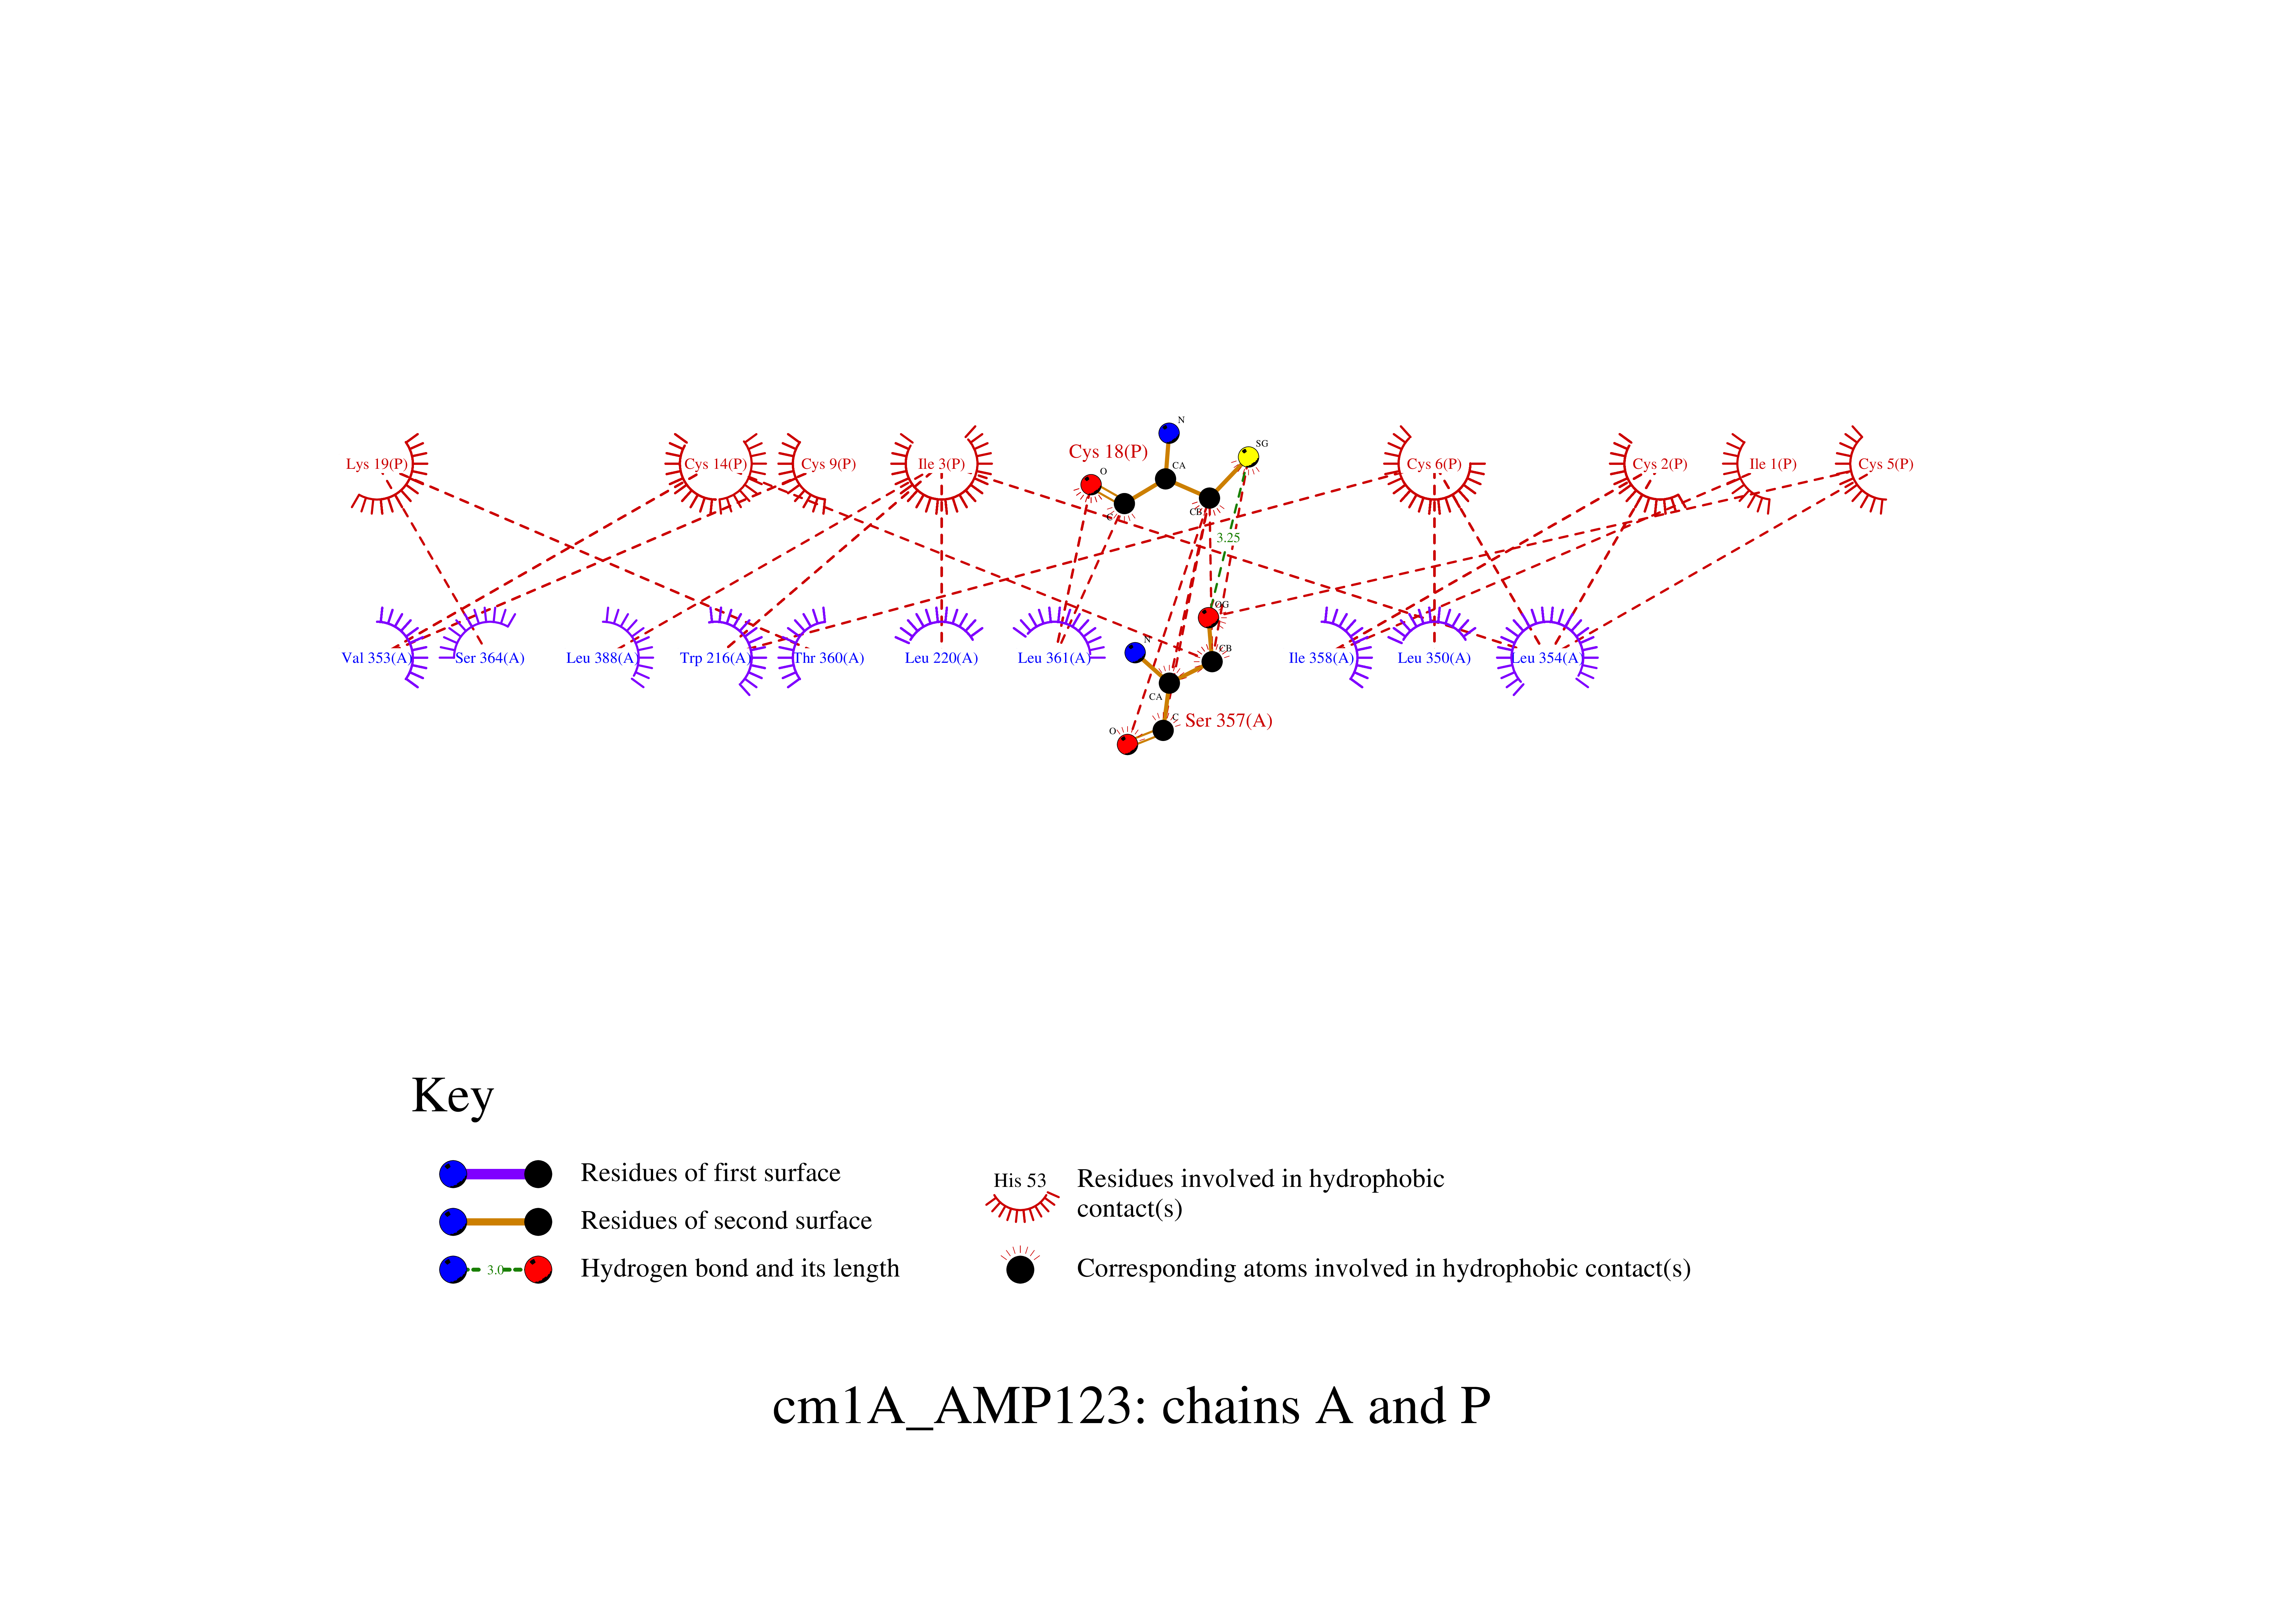 N
SG
Cys 18(P)
O
CA
Lys 19(P) Cys 14(P) Cys 9(P) Ile 3(P) Cys 6(P) Cys 2(P) Ile 1(P) Cys 5(P)
C CB
3.25
OG
N CB
Val 353(A) Ser 364(A) Leu 388(A) Trp 216(A) Thr 360(A) Leu 220(A) Leu 361(A) Ile 358(A) Leu 350(A) Leu 354(A)
CA
C Ser 357(A)
O
Key
Residues of first surface
Residues of second surface
3.0 Hydrogen bond and its length
His 53 Residues involved in hydrophobic
contact(s)
Corresponding atoms involved in hydrophobic contact(s)
cm1A_AMP123: chains A and P